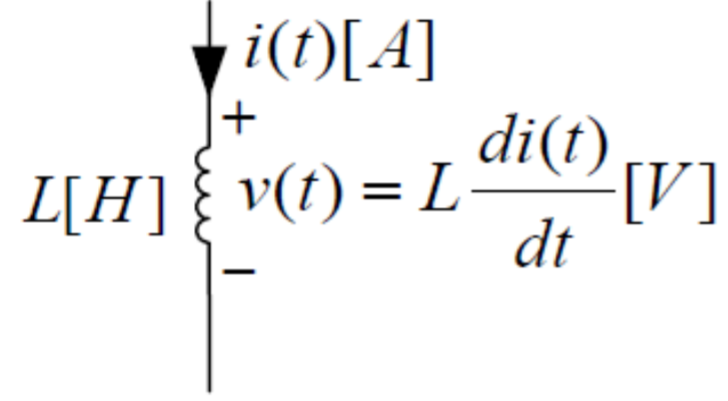 i(t)[A]
+
L[H] v(t) = L di(t)/dt [V]
−